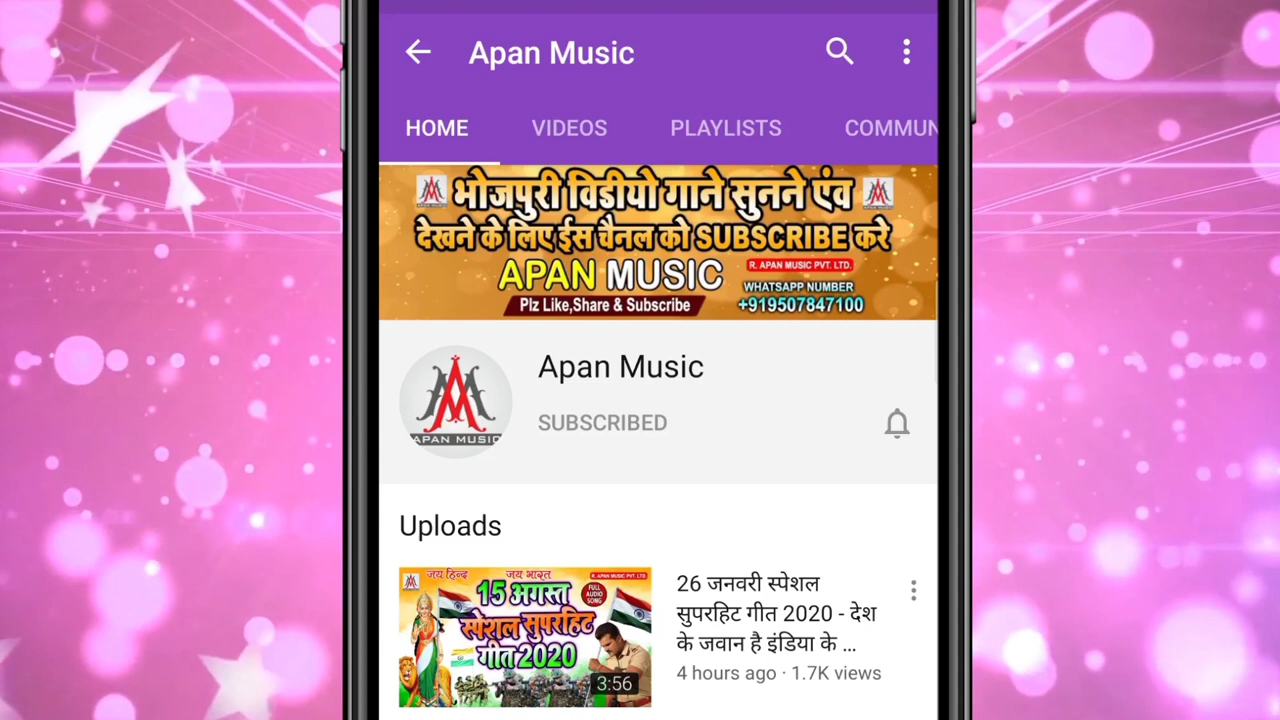 Apan Music
HOME VIDEOS PLAYLISTS COMMUN
भोजपुरी विडीयो गाने सुनने एंव
देखने के लिए ईस चैनल को SUBSCRIBE करे
APAN MUSIC
R. APAN MUSIC PVT. LTD.
WHATSAPP NUMBER
+919507847100
Plz Like,Share & Subscribe
Apan Music
SUBSCRIBED
APAN MUSIC
Uploads
जय हिन्द जय भारत
R. APAN MUSIC PVT. LTD
15 अगस्त
FULL
AUDIO
SONG
स्पेशल सुपरहिट
गीत 2020
3:56
26 जनवरी स्पेशल
सुपरहिट गीत 2020 - देश
के जवान है इंडिया के ...
4 hours ago · 1.7K views